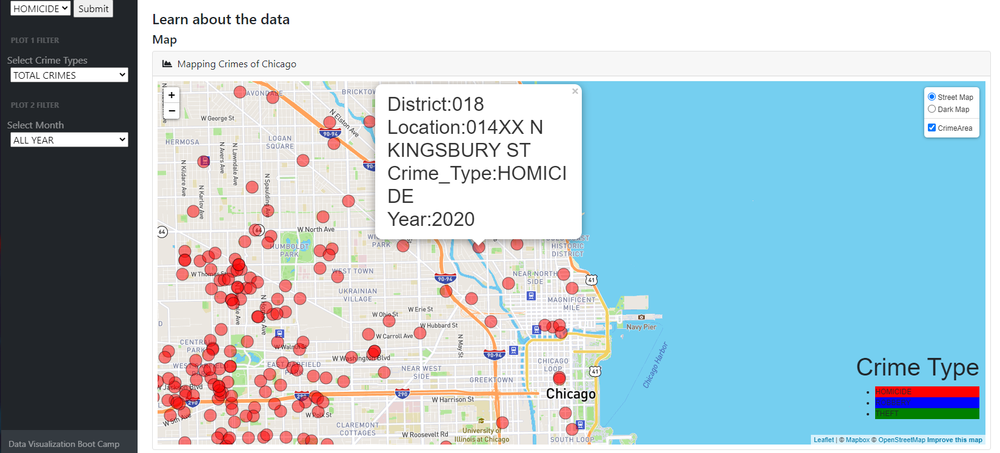 HOMICIDE Submit
PLOT 1 FILTER
Select Crime Types
TOTAL CRIMES
PLOT 2 FILTER
Select Month
ALL YEAR
Data Visualization Boot Camp
Learn about the data
Map
Mapping Crimes of Chicago
+
−
District:018
Location:014XX N
KINGSBURY ST
Crime_Type:HOMICI
DE
Year:2020
×
Street Map
Dark Map
CrimeArea
AVONDALE
W George St
N Elston Ave
90-94
HERMOSA
LOGAN
SQUARE
N Avers Ave
N Lawndale Ave
N Kildare Ave
N Karlov Ave
N Spaulding Ave
64
64
W North Ave
HUMBOLDT
PARK
PARK
HISTORIC
DISTRICT
W Thomas St
WEST TOWN
90-94
NEAR NORTH
SIDE
41
UKRAINIAN
VILLAGE
MAGNIFICENT
MILE
W Ohio St
W Erie St
W Hubbard St
W Carroll Ave
N May St
Navy Pier
CENTRAL
PARK
W Walnut St
W Washington Blvd
90-94
WEST GARFIELD
PARK
EAST GARFIELD
PARK
NEAR WEST
SIDE
CHICAGO
LOOP
41
Chicago Harbor
GREEKTOWN
W Jackson Blvd
Chicago
290
290
290
W Harrison St
W 5th Ave
W Polk St
CLAREMONT
COTTAGES
W Roosevelt Rd
University of
Illinois at Chicago
SOUTH LOOP
Crime Type
HOMICIDE
ROBBERY
THEFT
Leaflet | © Mapbox © OpenStreetMap Improve this map